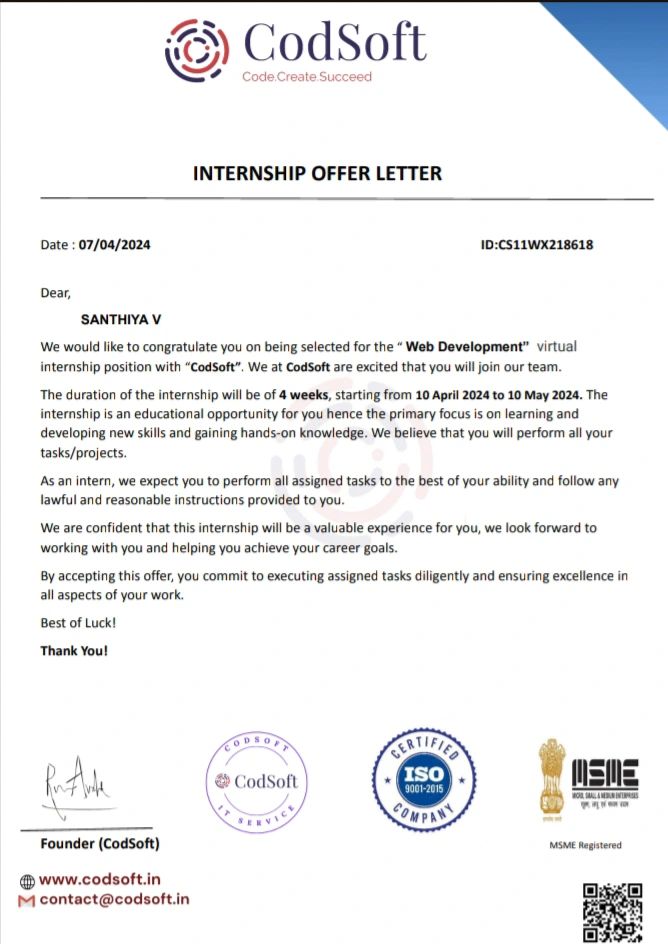 CodSoft
Code.Create.Succeed
INTERNSHIP OFFER LETTER
Date : 07/04/2024
ID:CS11WX218618
Dear,
SANTHIYA V
We would like to congratulate you on being selected for the “ Web Development” virtual
internship position with “CodSoft”. We at CodSoft are excited that you will join our team.
The duration of the internship will be of 4 weeks, starting from 10 April 2024 to 10 May 2024. The
internship is an educational opportunity for you hence the primary focus is on learning and
developing new skills and gaining hands-on knowledge. We believe that you will perform all your
tasks/projects.
As an intern, we expect you to perform all assigned tasks to the best of your ability and follow any
lawful and reasonable instructions provided to you.
We are confident that this internship will be a valuable experience for you, we look forward to
working with you and helping you achieve your career goals.
By accepting this offer, you commit to executing assigned tasks diligently and ensuring excellence in
all aspects of your work.
Best of Luck!
Thank You!
CODSOFT
CodSoft
IT SERVICE
CERTIFIED
ISO
9001-2015
COMPANY
MSME
MICRO, SMALL & MEDIUM ENTERPRISES
सूक्ष्म, लघु एवं मध्यम उद्यम
Founder (CodSoft)
MSME Registered
www.codsoft.in
contact@codsoft.in